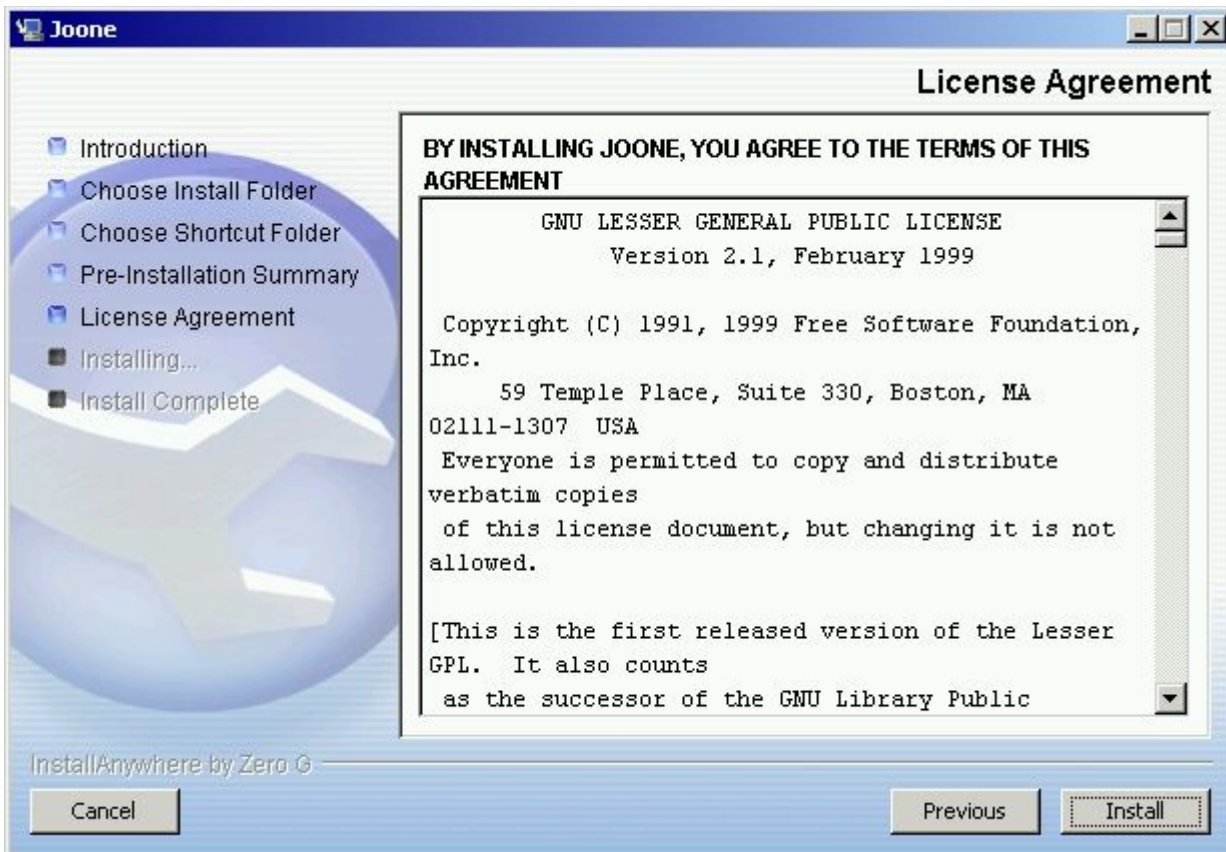 Joone
License Agreement
Introduction
Choose Install Folder
Choose Shortcut Folder
Pre-Installation Summary
License Agreement
Installing...
Install Complete
BY INSTALLING JOONE, YOU AGREE TO THE TERMS OF THIS
AGREEMENT
GNU LESSER GENERAL PUBLIC LICENSE
Version 2.1, February 1999
Copyright (C) 1991, 1999 Free Software Foundation,
Inc.
59 Temple Place, Suite 330, Boston, MA
02111-1307  USA
Everyone is permitted to copy and distribute
verbatim copies
of this license document, but changing it is not
allowed.
[This is the first released version of the Lesser
GPL.  It also counts
as the successor of the GNU Library Public
InstallAnywhere by Zero G
Cancel
Previous
Install